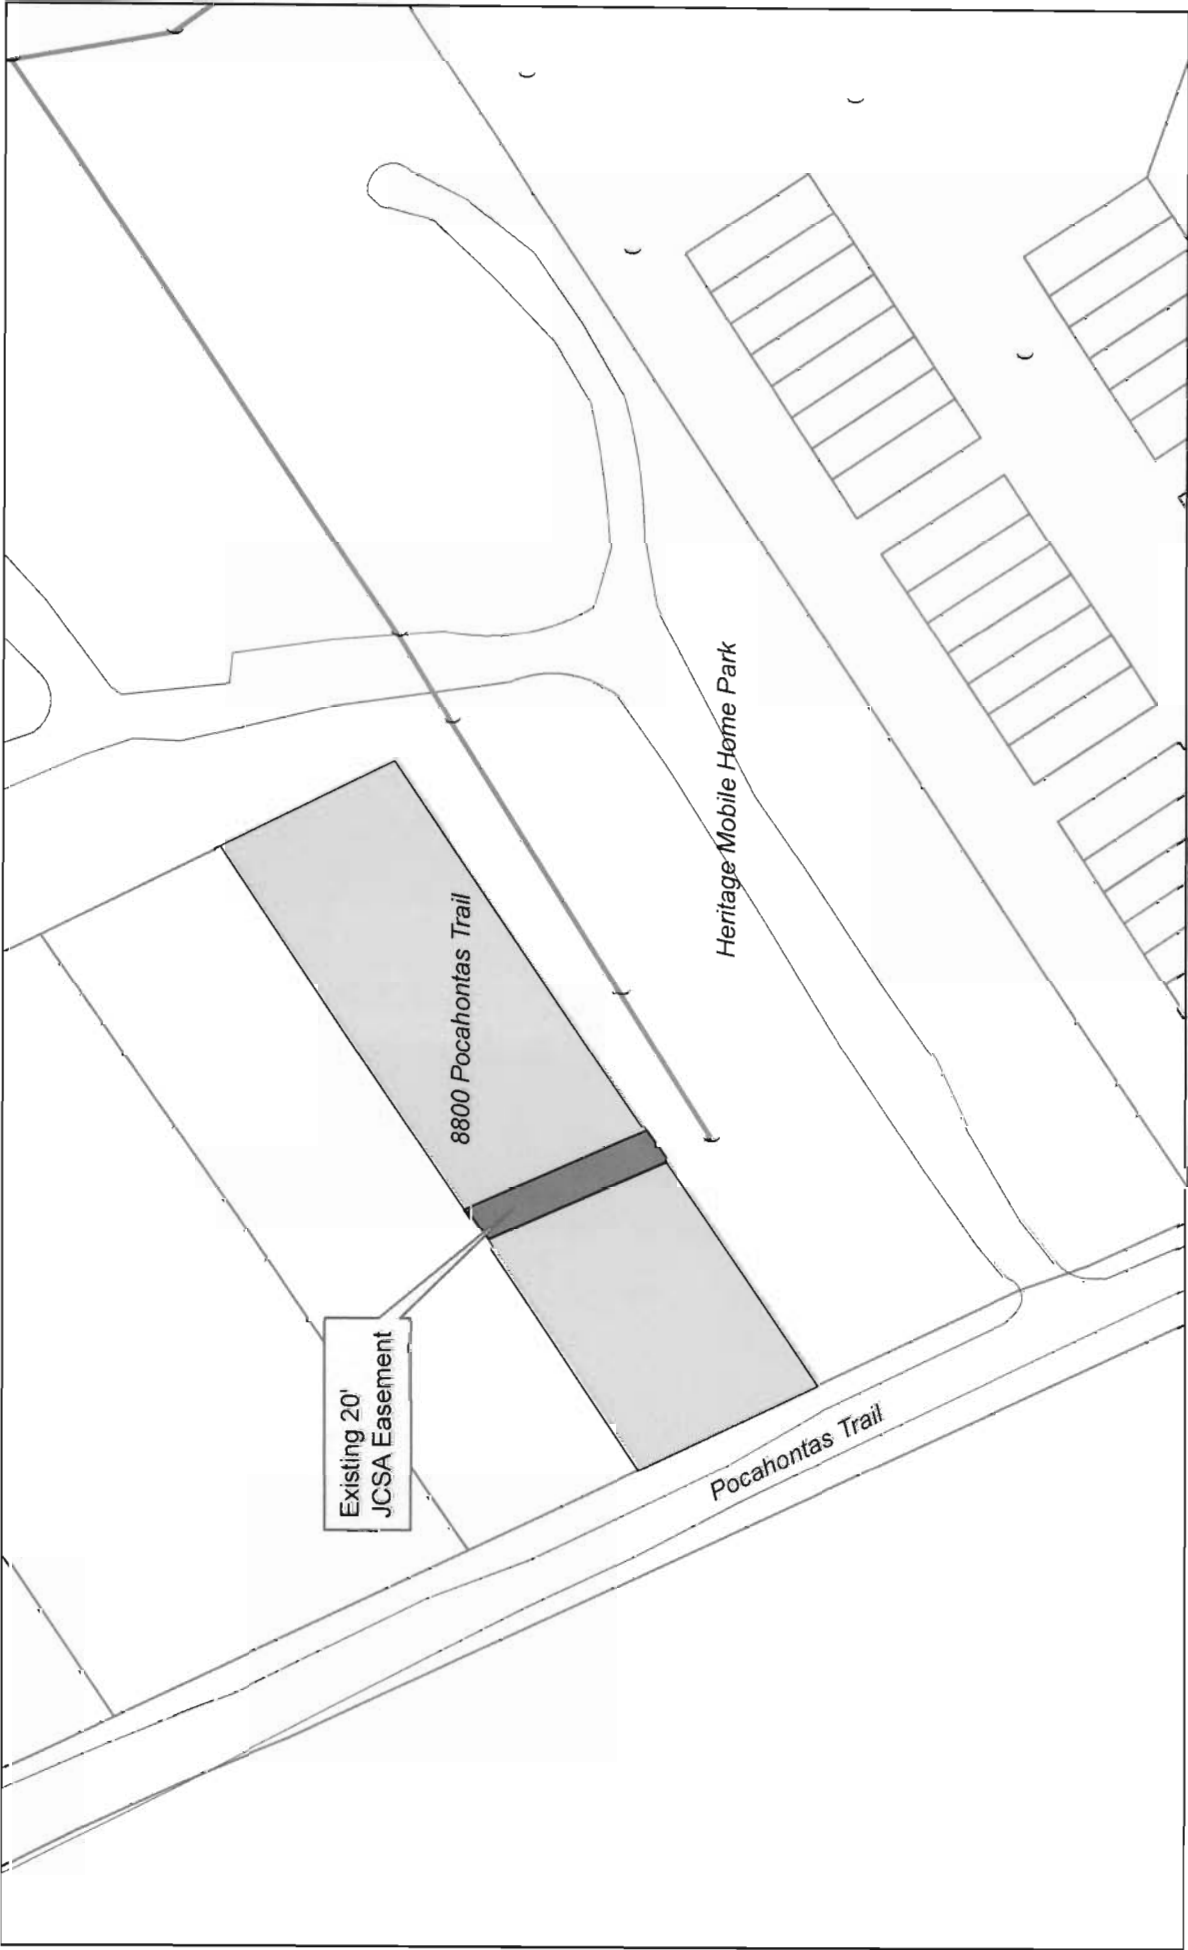 Existing 20'
JCSA Easement
8800 Pocahontas Trail
Heritage Mobile Home Park
Pocahontas Trail